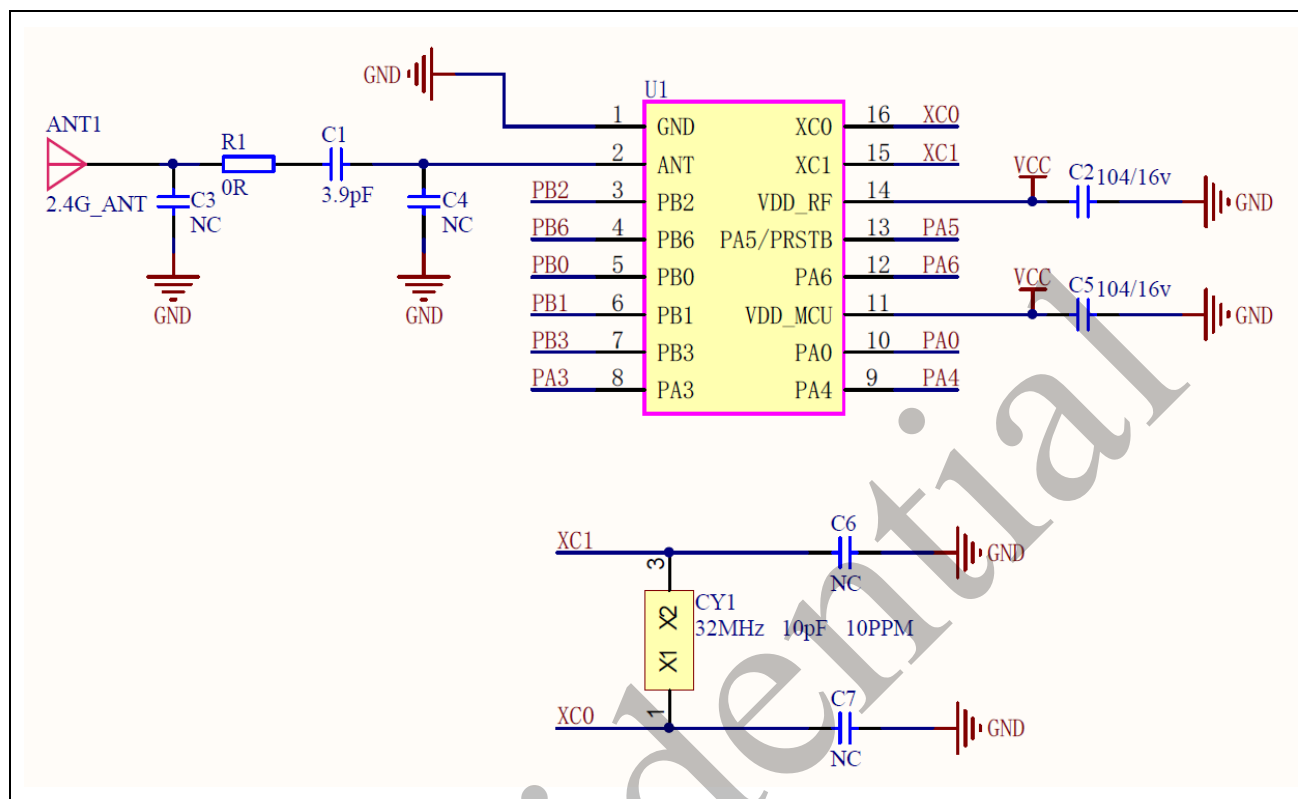 GND
U1
1 GND XC0 16 XC0
ANT1
R1
C1
2 ANT XC1 15 XC1
0R
3.9pF
VCC
C2 104/16v
2.4G_ANT
C3
NC
C4
NC
PB2 3 PB2 VDD_RF 14
GND
PB6 4 PB6 PA5/PRSTB 13 PA5
PB0 5 PB0 PA6 12 PA6
VCC
C5 104/16v
GND
GND
PB1 6 PB1 VDD_MCU 11
GND
PB3 7 PB3 PA0 10 PA0
PA3 8 PA3 PA4 9 PA4
C6
XC1
GND
3
NC
X2
CY1
32MHz 10pF 10PPM
X1
C7
1
XC0
GND
NC
idential